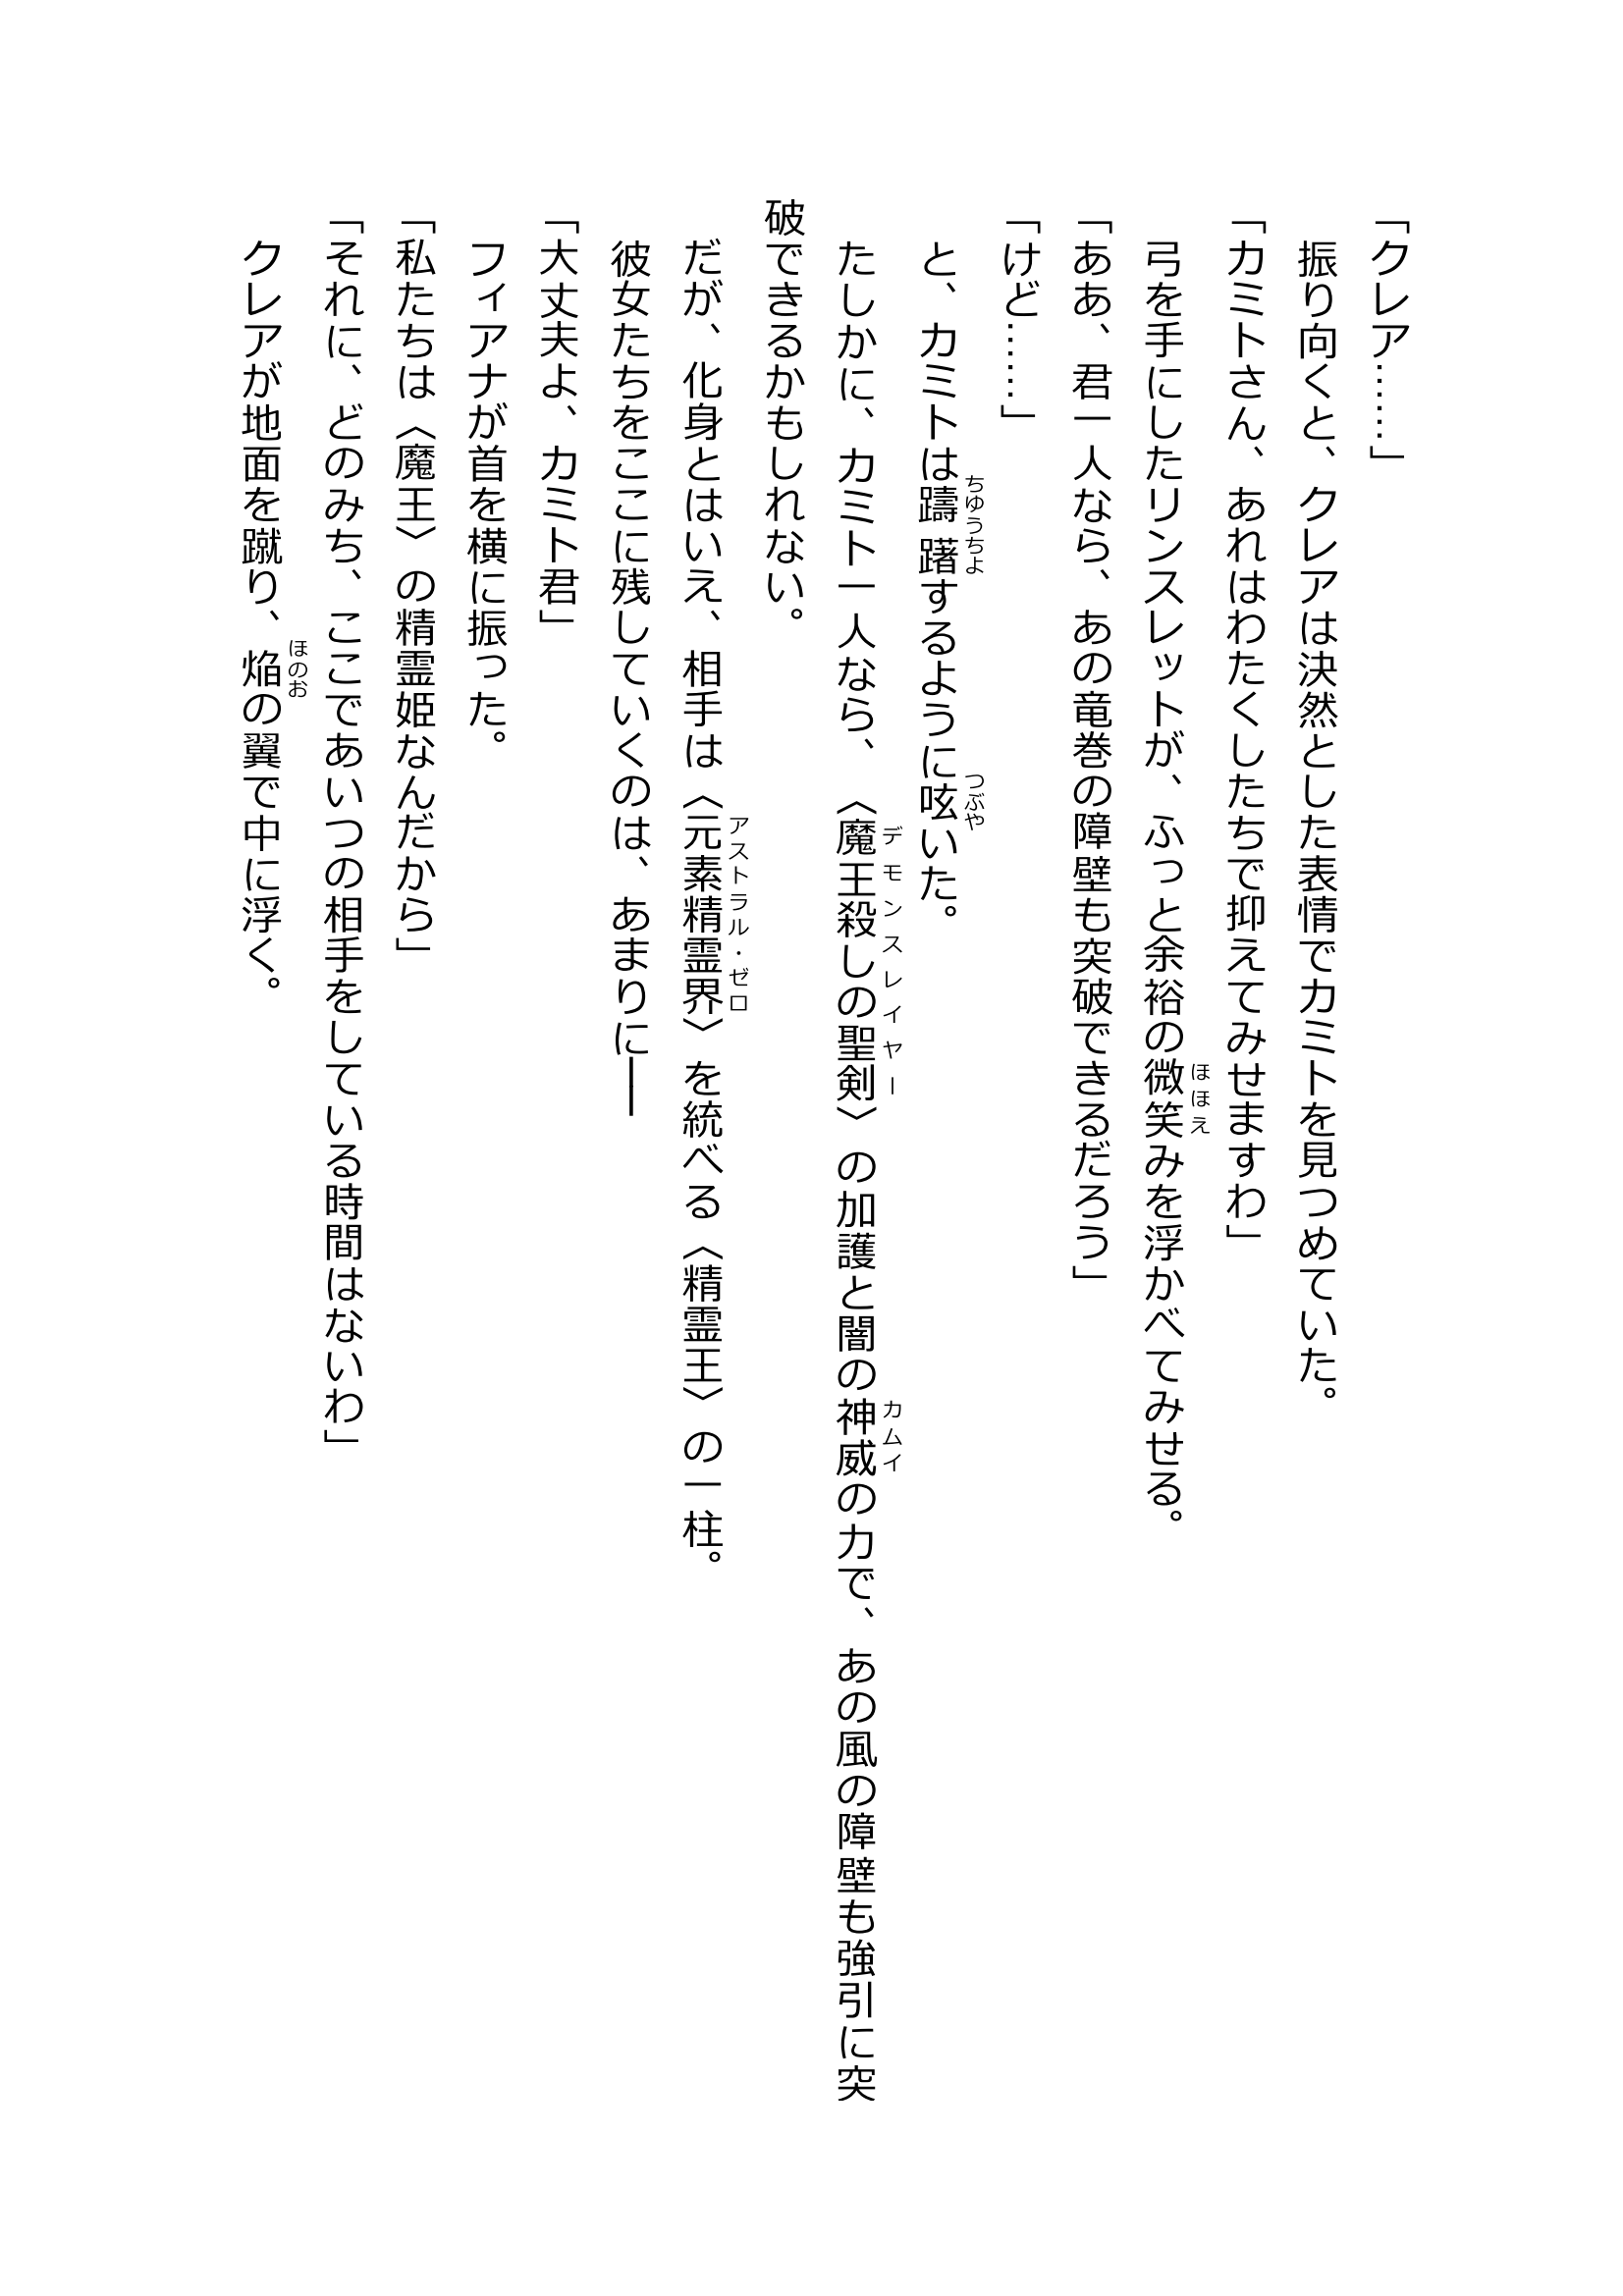 「クレア……」
振り向くと、クレアは決然とした表情でカミトを見つめていた。
「カミトさん、あれはわたくしたちで抑えてみせますわ」
弓を手にしたリンスレットが、ふっと余裕の微笑みを浮かべてみせる。
「ああ、君一人なら、あの竜巻の障壁も突破できるだろう」
「けど……」
と、カミトは躊躇するように呟いた。
たしかに、カミト一人なら、〈魔王殺しの聖剣〉の加護と闇の神威の力で、あの風の障壁も強引に突
破できるかもしれない。
だが、化身とはいえ、相手は〈元素精霊界〉を統べる〈精霊王〉の一柱。
彼女たちをここに残していくのは、あまりに──
「大丈夫よ、カミト君」
フィアナが首を横に振った。
「私たちは〈魔王〉の精霊姫なんだから」
「それに、どのみち、ここであいつの相手をしている時間はないわ」
クレアが地面を蹴り、焔の翼で中に浮く。
ほほえ
ちゆうちよ
つぶや
デモンスレイヤー
カムイ
アストラル・ゼロ
ほのお